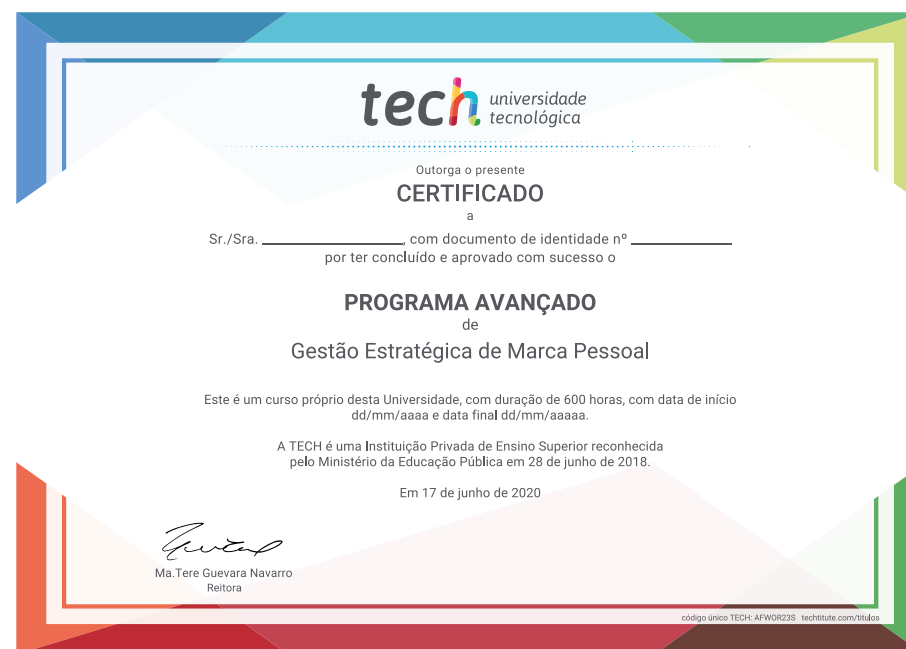 tech universidade
tecnológica
Outorga o presente
CERTIFICADO
a
Sr./Sra. ____________________, com documento de identidade nº ______________
por ter concluído e aprovado com sucesso o
PROGRAMA AVANÇADO
de
Gestão Estratégica de Marca Pessoal
Este é um curso próprio desta Universidade, com duração de 600 horas, com data de início
dd/mm/aaaa e data final dd/mm/aaaaa.
A TECH é uma Instituição Privada de Ensino Superior reconhecida
pelo Ministério da Educação Pública em 28 de junho de 2018.
Em 17 de junho de 2020
Ma.Tere Guevara Navarro
Reitora
código único TECH: AFWOR23S techtitute.com/títulos